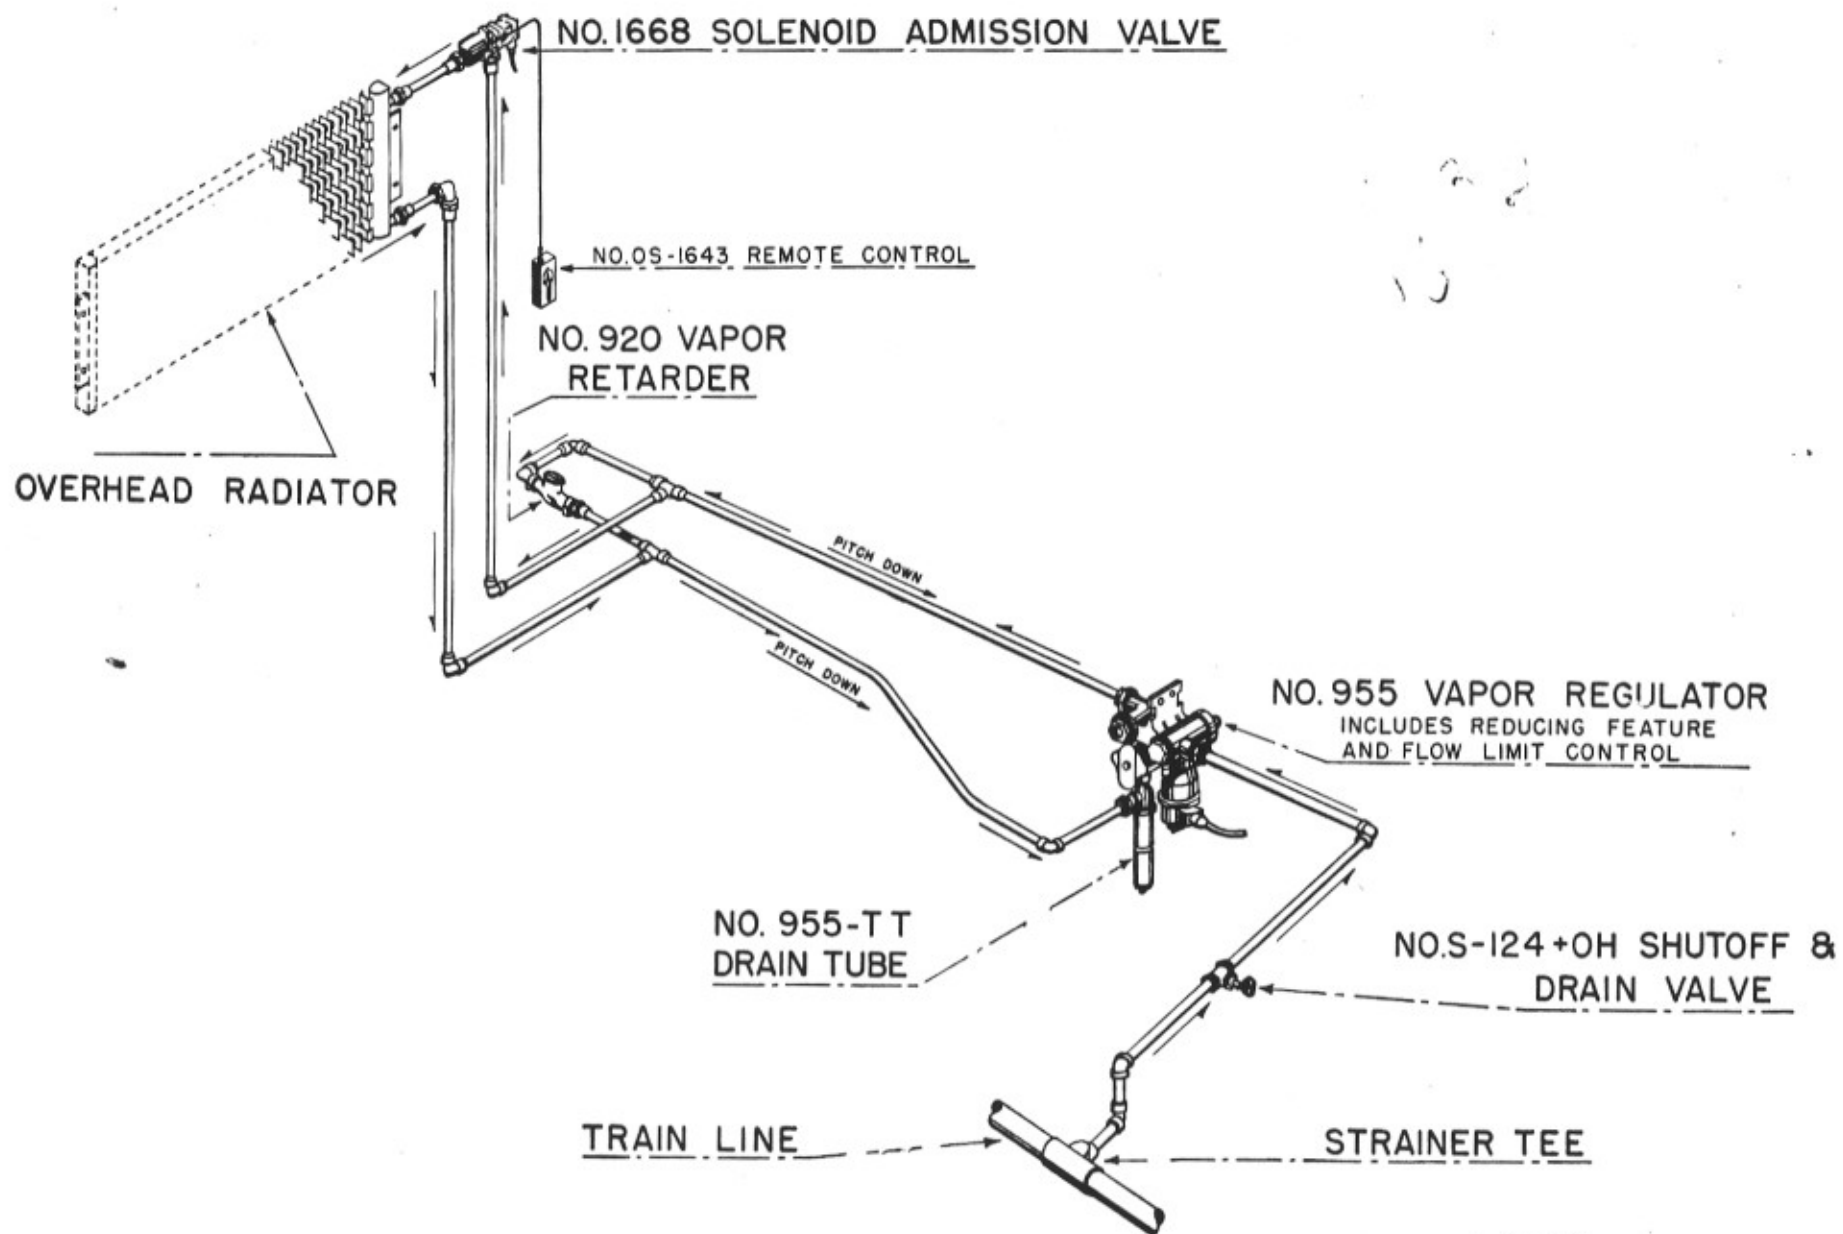 NO.1668 SOLENOID ADMISSION VALVE
NO.OS-1643 REMOTE CONTROL
NO.920 VAPOR
RETARDER
OVERHEAD RADIATOR
PITCH DOWN
PITCH DOWN
NO.955 VAPOR REGULATOR
INCLUDES REDUCING FEATURE
AND FLOW LIMIT CONTROL
NO. 955-TT
DRAIN TUBE
NO.S-124+OH SHUTOFF &
DRAIN VALVE
TRAIN LINE
STRAINER TEE